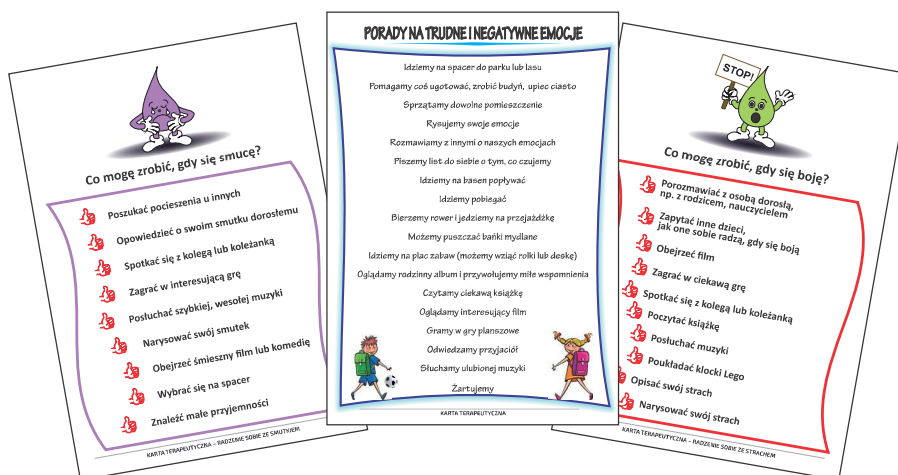 Co mogę zrobić, gdy się smucę?
Poszukać pocieszenia u innych
Opowiedzieć o swoim smutku dorosłemu
Spotkać się z kolegą lub koleżanką
Zagrać w interesującą grę
Posłuchać szybkiej, wesołej muzyki
Narysować swój smutek
Obejrzeć śmieszny film lub komedię
Wybrać się na spacer
Znaleźć małe przyjemności
KARTA TERAPEUTYCZNA – RADZENIE SOBIE ZE SMUTKIEM
PORADY NA TRUDNE I NEGATYWNE EMOCJE
Idziemy na spacer do parku lub lasu
Pomagamy coś ugotować, zrobić budyń, upiec ciasto
Sprzątamy dowolne pomieszczenie
Rysujemy swoje emocje
Rozmawiamy z innymi o naszych emocjach
Piszemy list do siebie o tym, co czujemy
Idziemy na basen popływać
Idziemy pobiegać
Bierzemy rower i jedziemy na przejażdżkę
Możemy puszczać bańki mydlane
Idziemy na plac zabaw (możemy wziąć rolki lub deskę)
Oglądamy rodzinny album i przywołujemy miłe wspomnienia
Czytamy ciekawą książkę
Oglądamy interesujący film
Gramy w gry planszowe
Odwiedzamy przyjaciół
Słuchamy ulubionej muzyki
Żartujemy
KARTA TERAPEUTYCZNA
STOP!
Co mogę zrobić, gdy się boję?
Porozmawiać z osobą dorosłą,
np. z rodzicem, nauczycielem
Zapytać inne dzieci,
jak one sobie radzą, gdy się boją
Obejrzeć film
Zagrać w ciekawą grę
Spotkać się z kolegą lub koleżanką
Poczytać książkę
Posłuchać muzyki
Poukładać klocki Lego
Opisać swój strach
Narysować swój strach
KARTA TERAPEUTYCZNA – RADZENIE SOBIE ZE STRACHEM